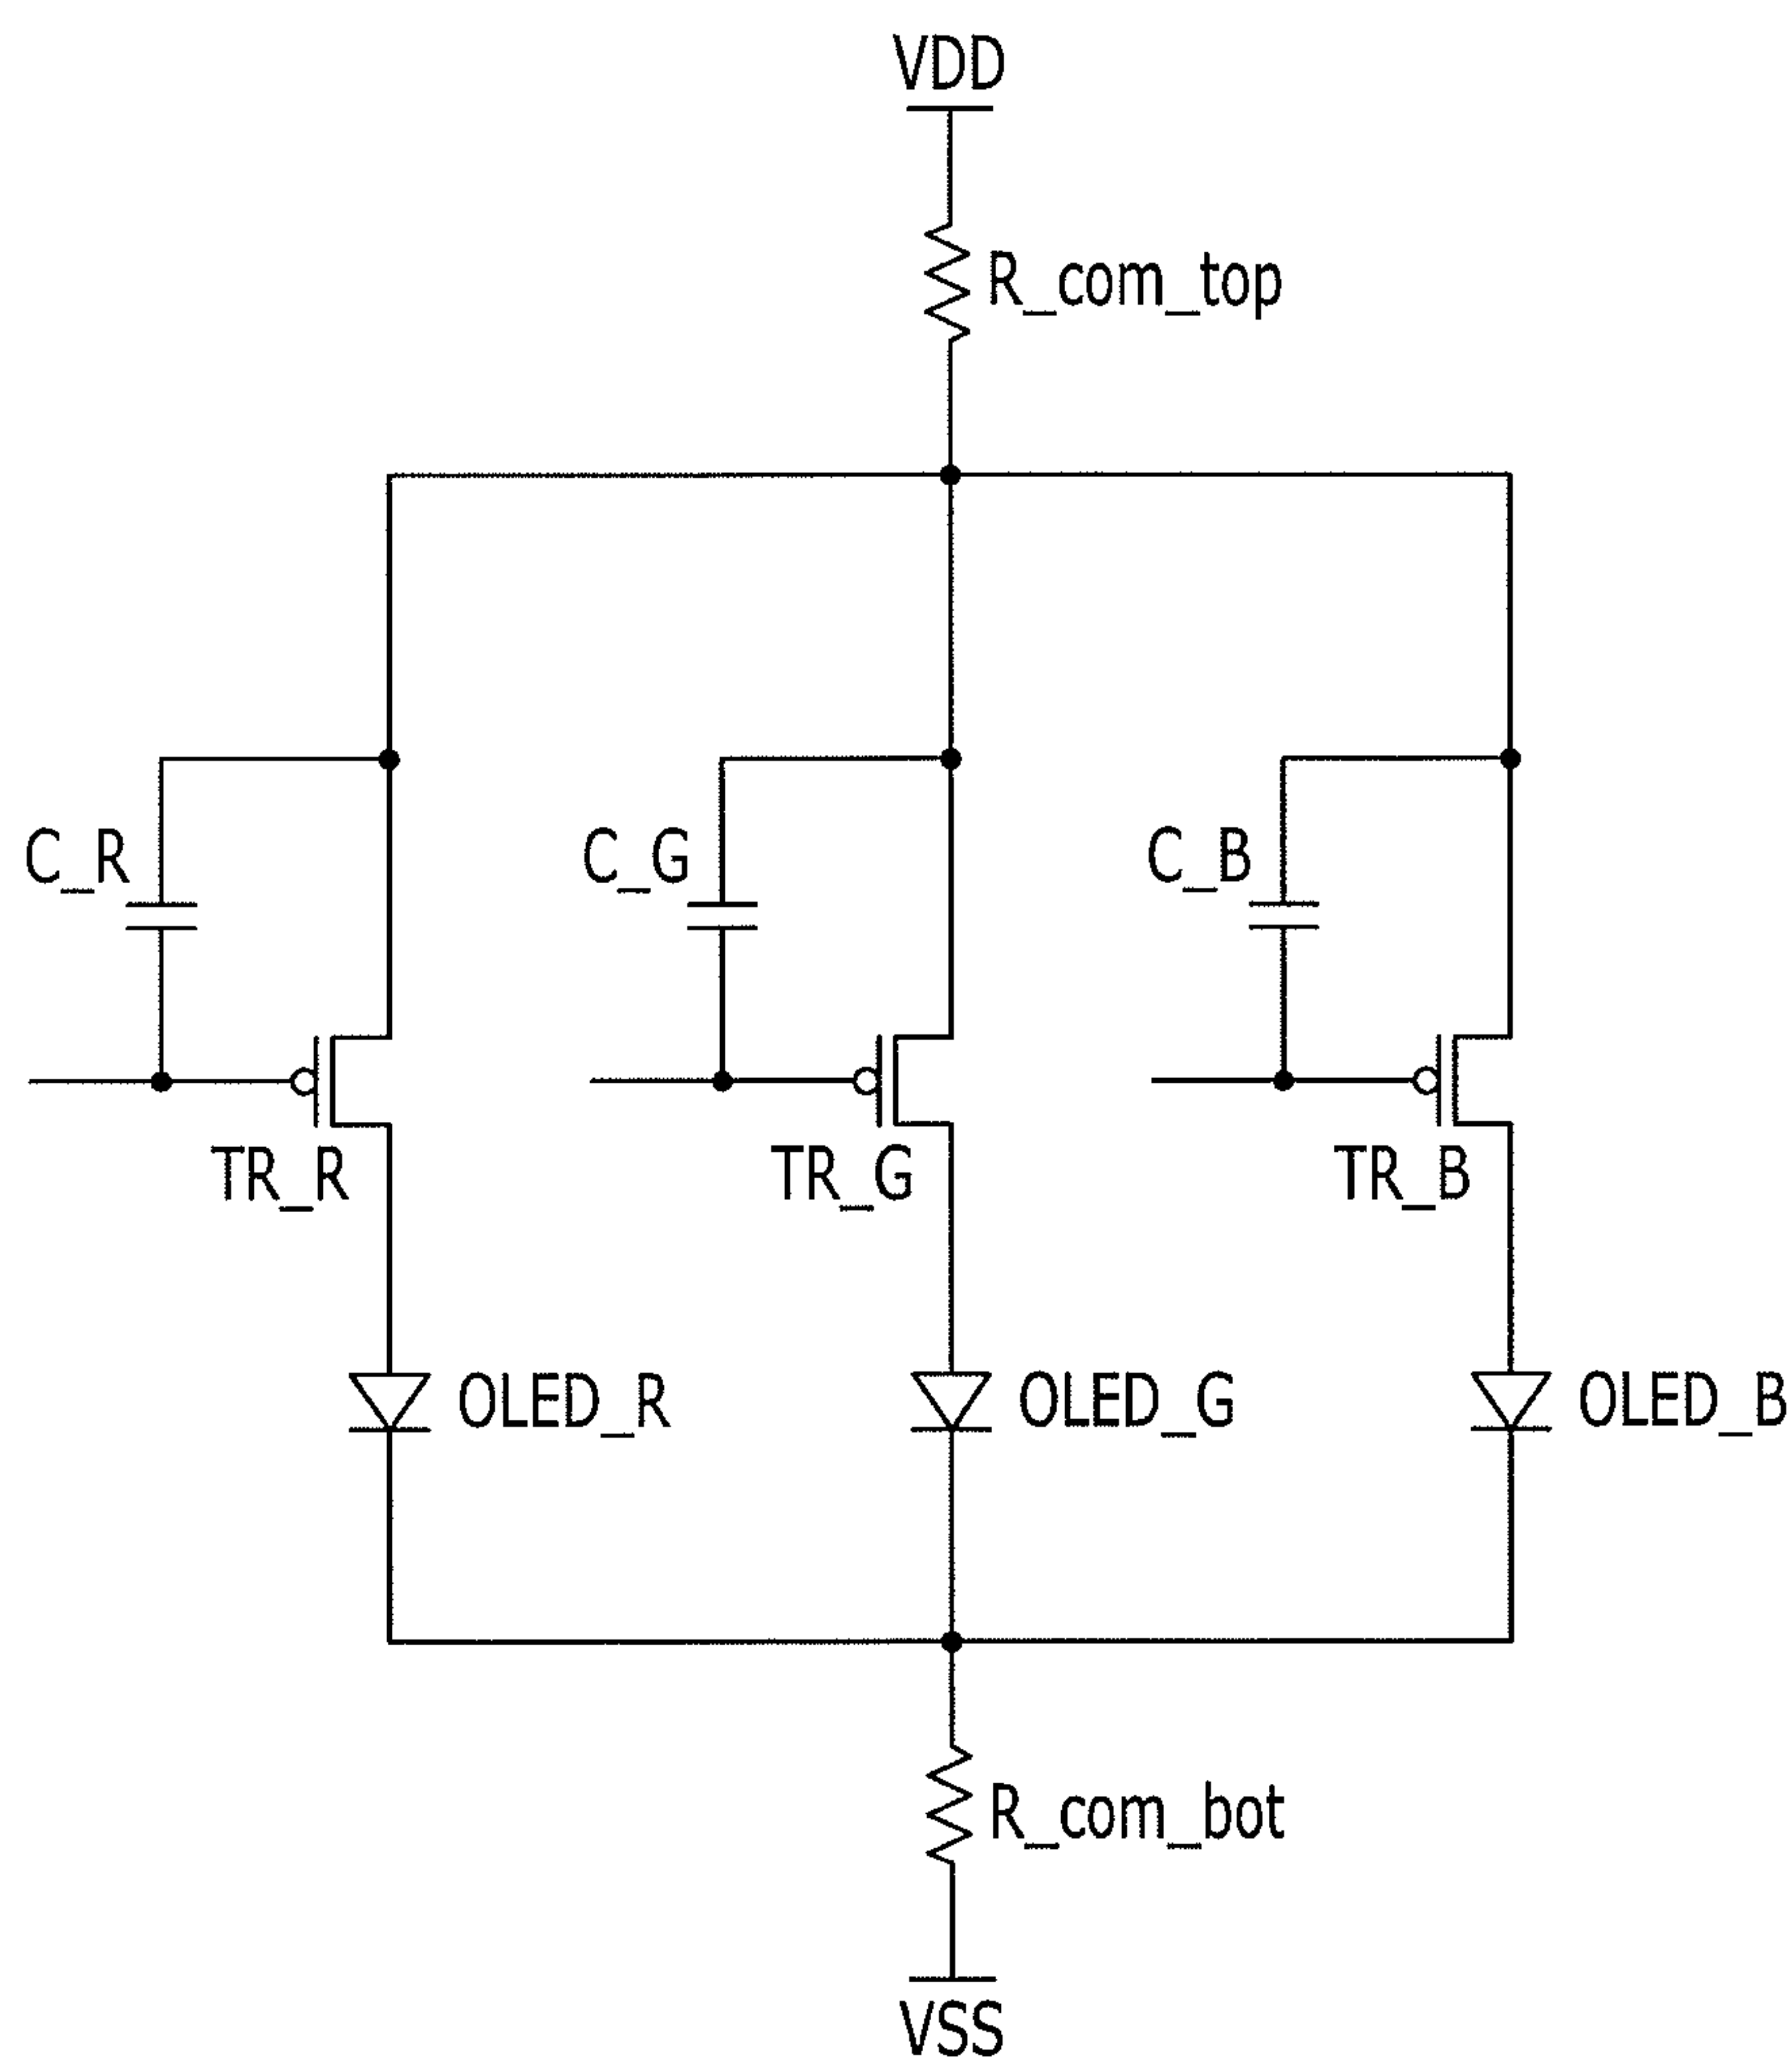 VDD
R_com_top
C_R
C_G
C_B
TR_R
TR_G
TR_B
OLED_R
OLED_G
OLED_B
R_com_bot
VSS